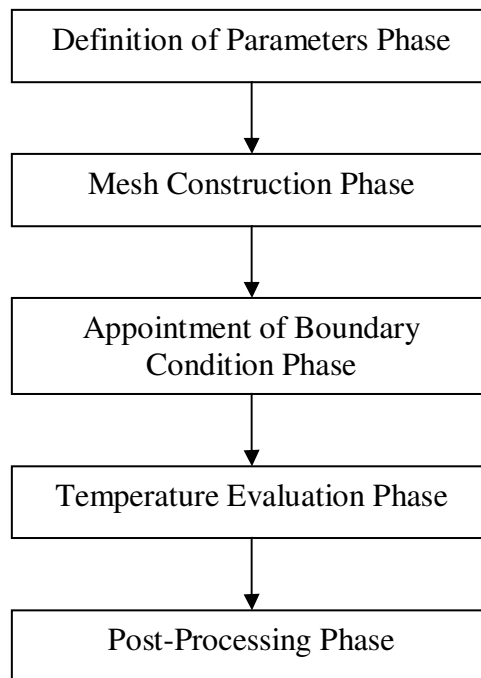 Definition of Parameters Phase
Mesh Construction Phase
Appointment of Boundary
Condition Phase
Temperature Evaluation Phase
Post-Processing Phase